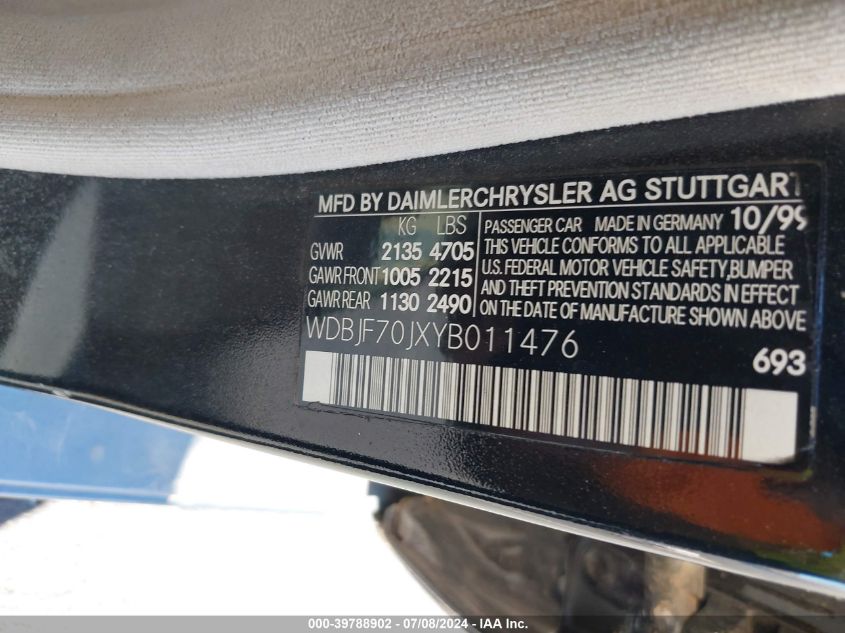 MFD BY DAIMLERCHRYSLER AG STUTTGART
KG LBS
GVWR 2135 4705
GAWR FRONT 1005 2215
GAWR REAR 1130 2490
PASSENGER CAR MADE IN GERMANY 10/99
THIS VEHICLE CONFORMS TO ALL APPLICABLE
U.S. FEDERAL MOTOR VEHICLE SAFETY,BUMPER
AND THEFT PREVENTION STANDARDS IN EFFECT
ON THE DATE OF MANUFACTURE SHOWN ABOVE
WDBJF70JXYB011476
693
000-39788902 / 07/08/2024 - IAA, Inc.